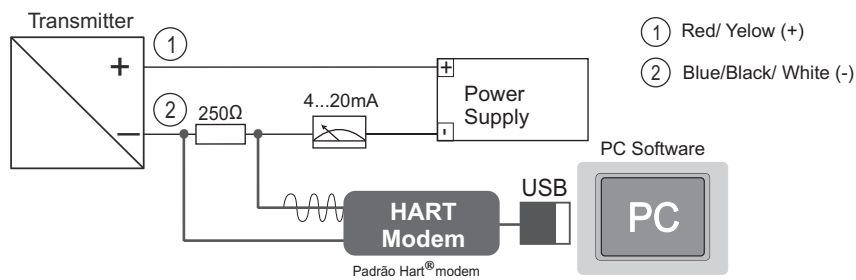 Transmitter
1
+
2
−
250Ω
4...20mA
+
-
Power
Supply
1 Red/ Yelow (+)
2 Blue/Black/ White (-)
PC Software
USB
PC
HART
Modem
Padrão Hart® modem